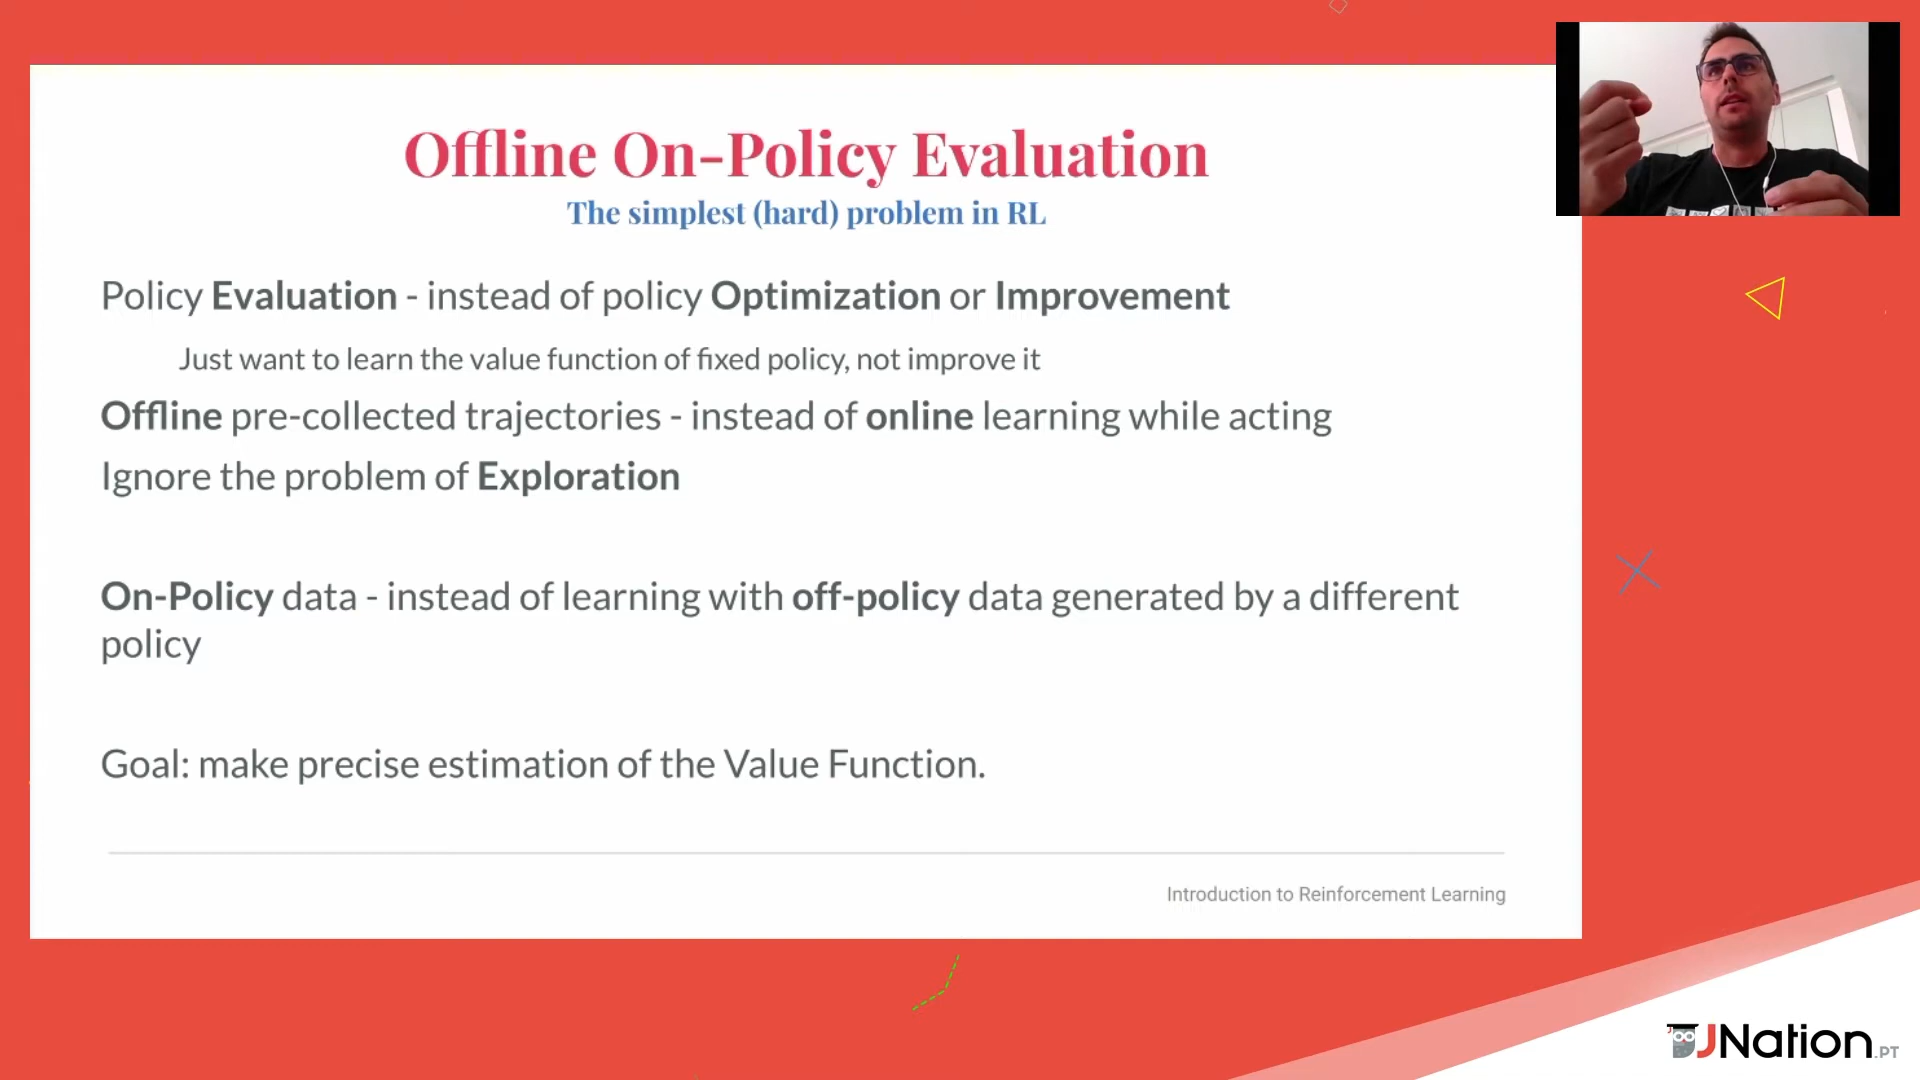 Offline On-Policy Evaluation
The simplest (hard) problem in RL
Policy Evaluation - instead of policy Optimization or Improvement
Just want to learn the value function of fixed policy, not improve it
Offline pre-collected trajectories - instead of online learning while acting
Ignore the problem of Exploration
On-Policy data - instead of learning with off-policy data generated by a different
policy
Goal: make precise estimation of the Value Function.
Introduction to Reinforcement Learning
JNation.PT